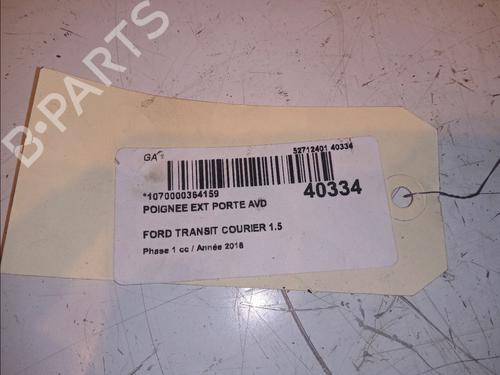 B-PARTS
GA
52712401 40334
*1070000364159
40334
POIGNEE EXT PORTE AVD
FORD TRANSIT COURIER 1.5
Phase 1 cc / Année 2018